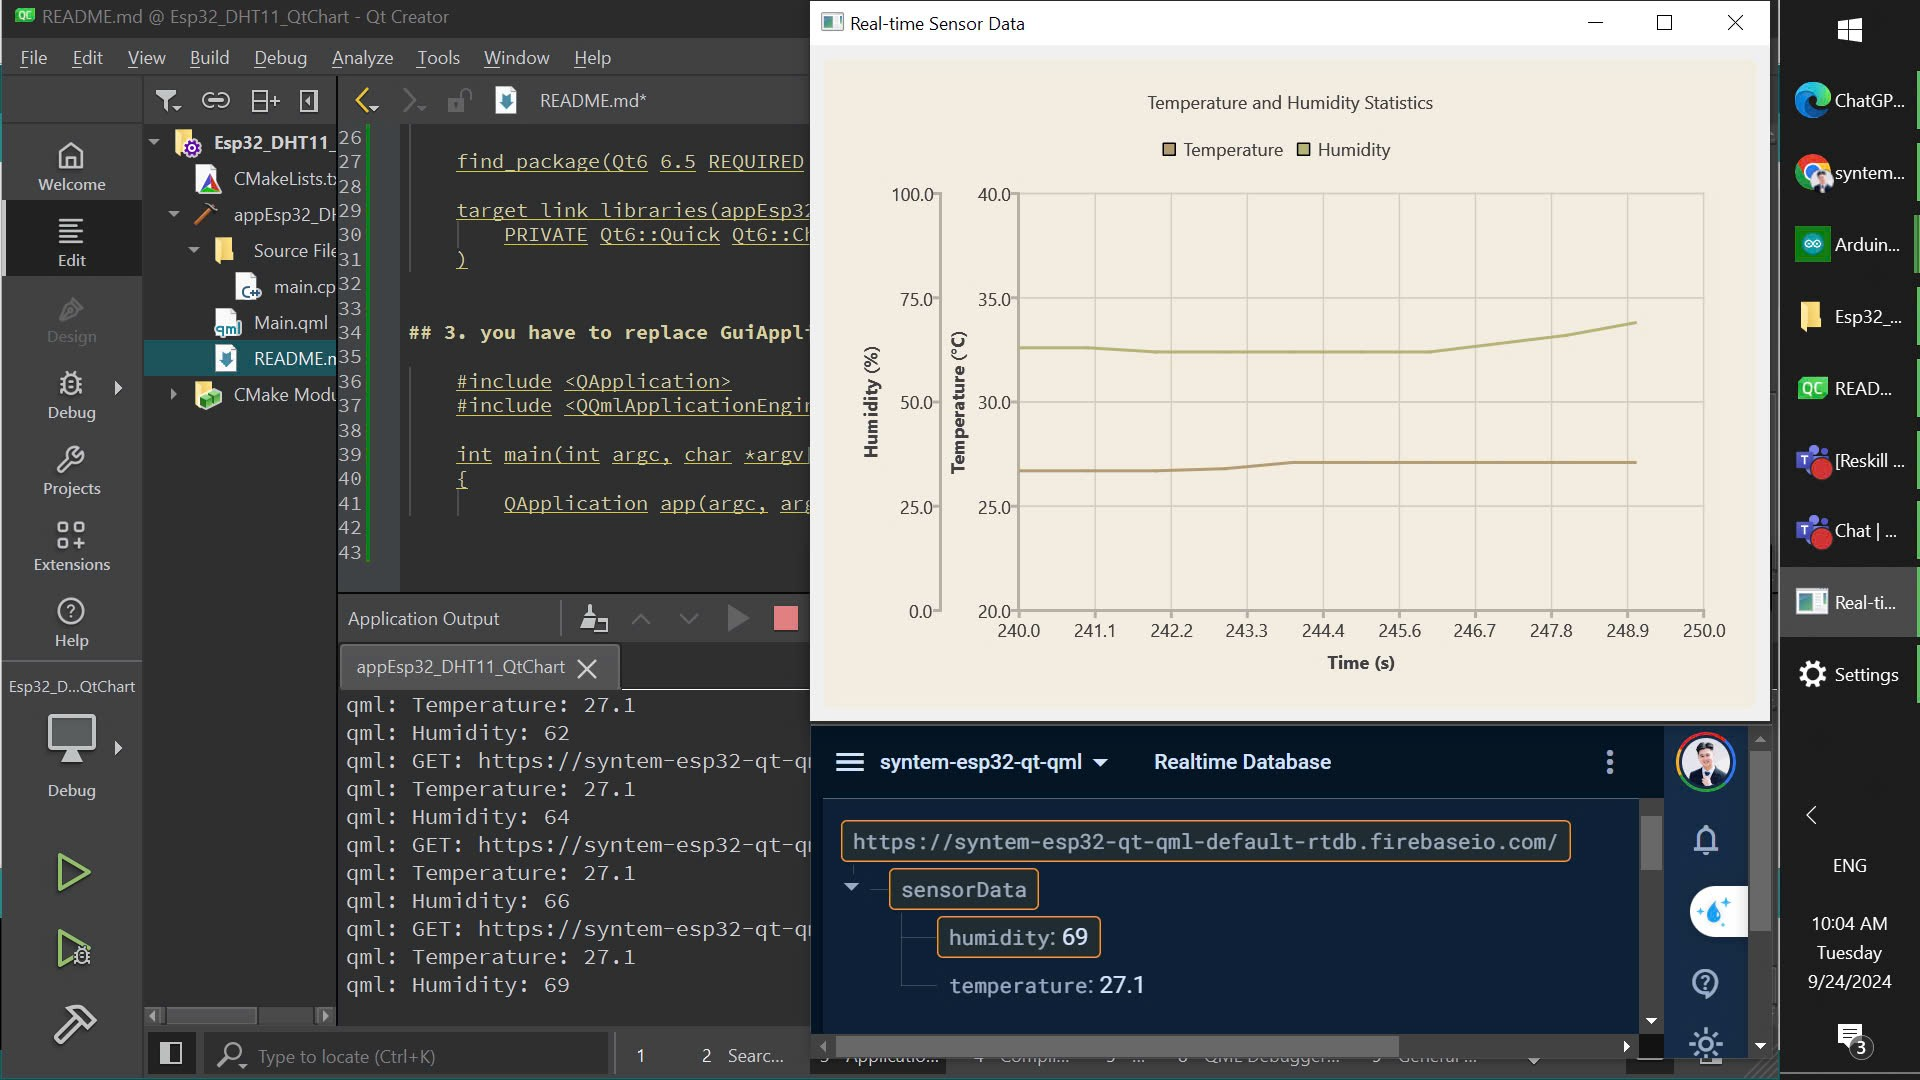 README.md @ Esp32_DHT11_QtChart - Qt Creator
File Edit View Build Debug Analyze Tools Window Help
README.md*
Welcome
Edit
Design
Debug
Projects
Extensions
Help
Esp32_D...QtChart
Debug
Esp32_DHT11_
CMakeLists.tx
appEsp32_DH
Source File
main.cp
Main.qml
README.m
CMake Modu
26
27 find_package(Qt6 6.5 REQUIRED
28
29 target_link_libraries(appEsp32
30 PRIVATE Qt6::Quick Qt6::Ch
31 )
32
33
34 ## 3. you have to replace GuiAppli
35
36 #include <QApplication>
37 #include <QQmlApplicationEngin
38
39 int main(int argc, char *argv[
40 {
41 QApplication app(argc, arg
42
43
Application Output
appEsp32_DHT11_QtChart
qml: Temperature: 27.1
qml: Humidity: 62
qml: GET: https://syntem-esp32-qt-qm
qml: Temperature: 27.1
qml: Humidity: 64
qml: GET: https://syntem-esp32-qt-qm
qml: Temperature: 27.1
qml: Humidity: 66
qml: GET: https://syntem-esp32-qt-qm
qml: Temperature: 27.1
qml: Humidity: 69
Type to locate (Ctrl+K)
1 2 Searc...
Real-time Sensor Data
Temperature and Humidity Statistics
Temperature Humidity
100.0 40.0
75.0 35.0
50.0 30.0
25.0 25.0
0.0 20.0
Humidity (%)
Temperature (°C)
240.0 241.1 242.2 243.3 244.4 245.6 246.7 247.8 248.9 250.0
Time (s)
syntem-esp32-qt-qml Realtime Database
https://syntem-esp32-qt-qml-default-rtdb.firebaseio.com/
sensorData
humidity: 69
temperature: 27.1
ChatGP...
system...
Arduin...
Esp32_...
READ...
[Reskill ...
Chat | ...
Real-ti...
Settings
ENG
10:04 AM
Tuesday
9/24/2024
3